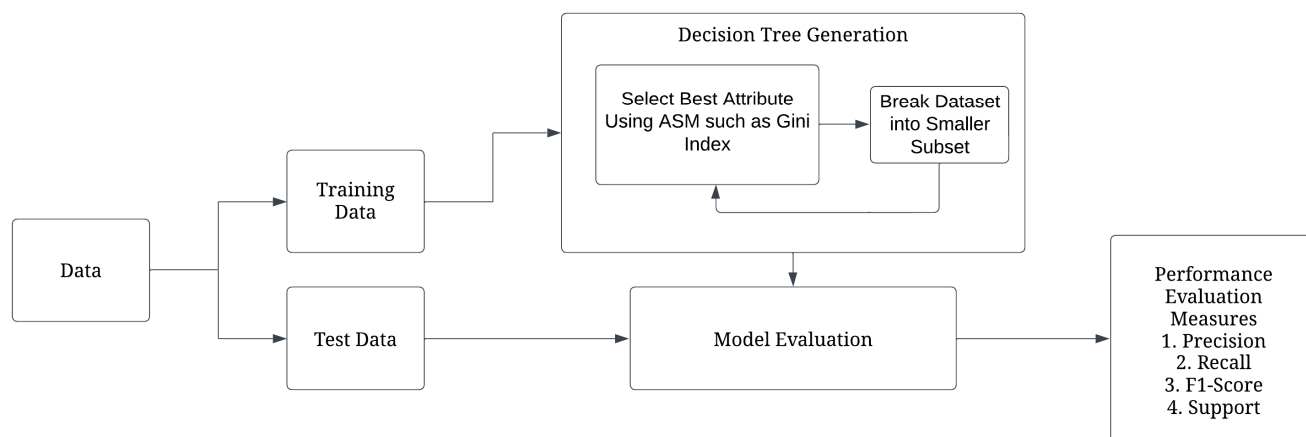 Decision Tree Generation
Select Best Attribute
Using ASM such as Gini
Index
Break Dataset
into Smaller
Subset
Training
Data
Data
Test Data
Model Evaluation
Performance
Evaluation
Measures
1. Precision
2. Recall
3. F1-Score
4. Support